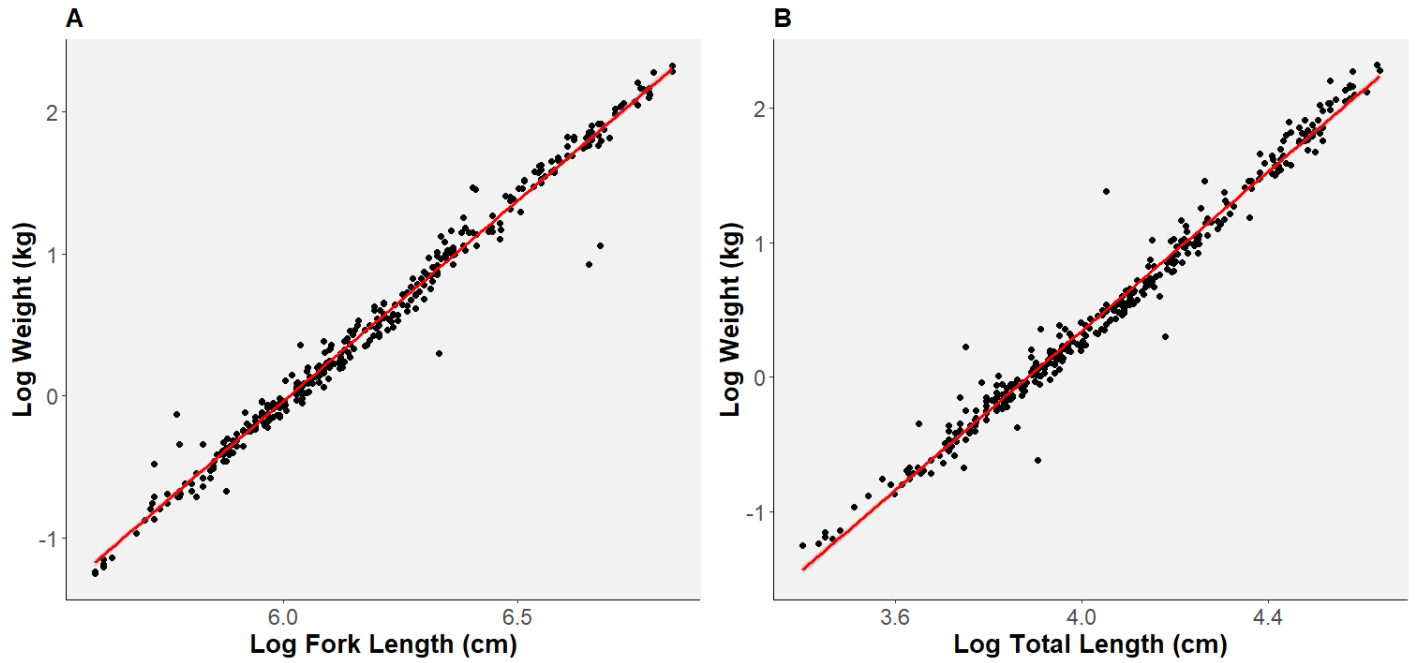 A
Log Weight (kg)
2
1
0
-1
6.0 6.5
Log Fork Length (cm)
B
Log Weight (kg)
2
1
0
-1
3.6 4.0 4.4
Log Total Length (cm)